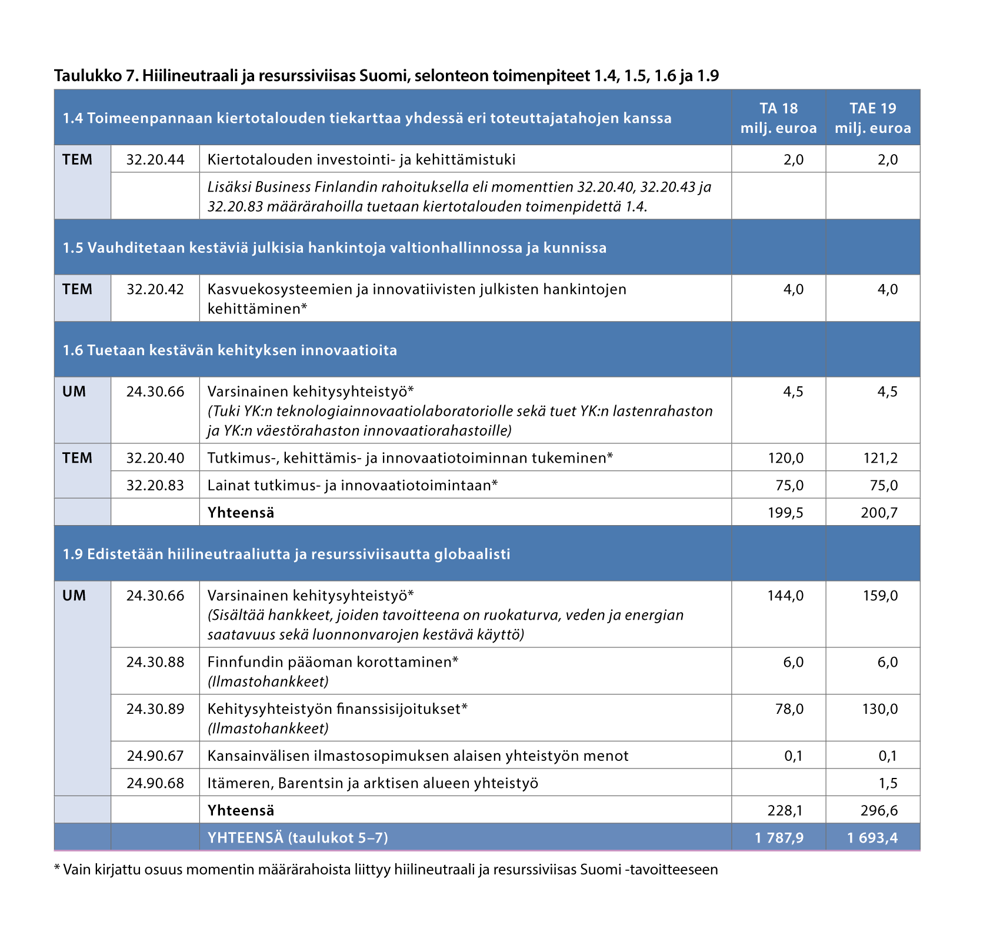 Taulukko 7. Hiilineutraali ja resurssiviisas Suomi, selonteon toimenpiteet 1.4, 1.5, 1.6 ja 1.9
1.4 Toimeenpannaan kiertotalouden tiekarttaa yhdessä eri toteuttajatahojen kanssa
TA 18
milj. euroa
TAE 19
milj. euroa
TEM 32.20.44 Kiertotalouden investointi- ja kehittämistuki 2,0 2,0
Lisäksi Business Finlandin rahoituksella eli momenttien 32.20.40, 32.20.43 ja
32.20.83 määrärahoilla tuetaan kiertotalouden toimenpidettä 1.4.
1.5 Vauhditetaan kestäviä julkisia hankintoja valtionhallinnossa ja kunnissa
TEM 32.20.42 Kasvuekosysteemien ja innovatiivisten julkisten hankintojen 4,0 4,0
kehittäminen*
1.6 Tuetaan kestävän kehityksen innovaatioita
UM 24.30.66 Varsinainen kehitysyhteistyö* 4,5 4,5
(Tuki YK:n teknologiainnovaatiolaboratoriolle sekä tuet YK:n lastenrahaston
ja YK:n väestörahaston innovaatiorahastoille)
TEM 32.20.40 Tutkimus-, kehittämis- ja innovaatiotoiminnan tukeminen* 120,0 121,2
32.20.83 Lainat tutkimus- ja innovaatiotoimintaan* 75,0 75,0
Yhteensä 199,5 200,7
1.9 Edistetään hiilineutraaliutta ja resurssiviisautta globaalisti
UM 24.30.66 Varsinainen kehitysyhteistyö* 144,0 159,0
(Sisältää hankkeet, joiden tavoitteena on ruokaturva, veden ja energian
saatavuus sekä luonnonvarojen kestävä käyttö)
24.30.88 Finnfundin pääoman korottaminen* 6,0 6,0
(Ilmastohankkeet)
24.30.89 Kehitysyhteistyön finanssisijoitukset* 78,0 130,0
(Ilmastohankkeet)
24.90.67 Kansainvälisen ilmastosopimuksen alaisen yhteistyön menot 0,1 0,1
24.90.68 Itämeren, Barentsin ja arktisen alueen yhteistyö 1,5
Yhteensä 228,1 296,6
YHTEENSÄ (taulukot 5–7) 1 787,9 1 693,4
* Vain kirjattu osuus momentin määrärahoista liittyy hiilineutraali ja resurssiviisas Suomi -tavoitteeseen